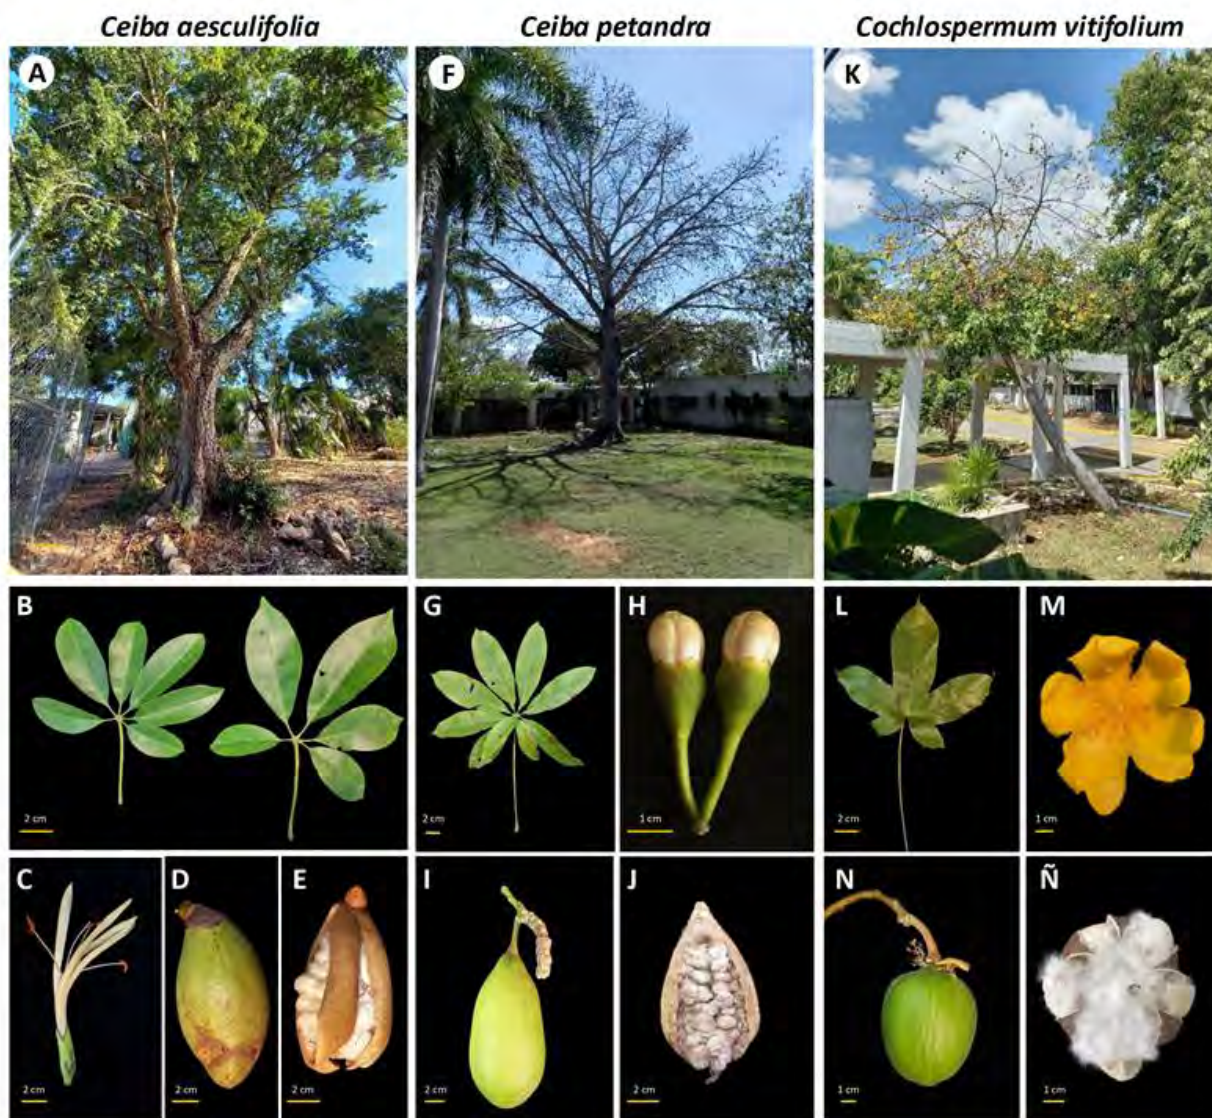 Ceiba aesculifolia
Ceiba petandra
Cochlospermum vitifolium
A
F
K
B
2 cm
G
2 cm
H
1 cm
L
2 cm
M
1 cm
C
2 cm
D
2 cm
E
2 cm
I
2 cm
J
2 cm
N
1 cm
Ñ
1 cm